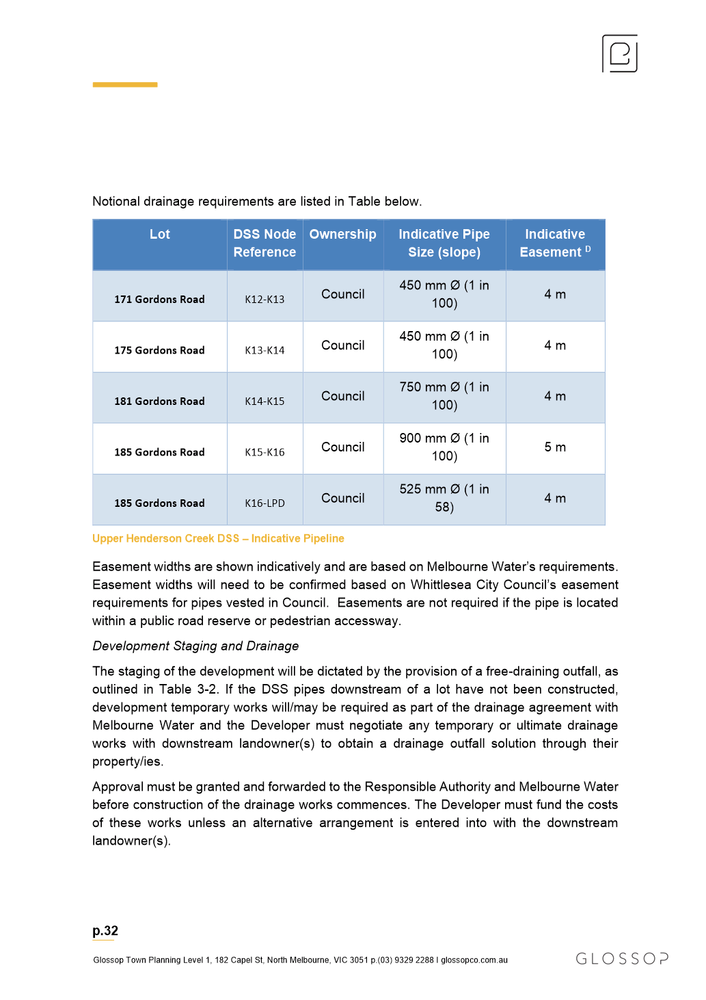 Notional drainage requirements are listed in Table below.
Lot
DSS Node Reference
Ownership
Indicative Pipe Size (slope)
Indicative Easement D
171 Gordons Road
K12-K13
Council
450 mm Ø (1 in 100)
4 m
175 Gordons Road
K13-K14
Council
450 mm Ø (1 in 100)
4 m
181 Gordons Road
K14-K15
Council
750 mm Ø (1 in 100)
4 m
185 Gordons Road
K15-K16
Council
900 mm Ø (1 in 100)
5 m
185 Gordons Road
K16-LPD
Council
525 mm Ø (1 in 58)
4 m
Upper Henderson Creek DSS – Indicative Pipeline
Easement widths are shown indicatively and are based on Melbourne Water’s requirements.
Easement widths will need to be confirmed based on Whittlesea City Council’s easement
requirements for pipes vested in Council.  Easements are not required if the pipe is located
within a public road reserve or pedestrian accessway.
Development Staging and Drainage
The staging of the development will be dictated by the provision of a free-draining outfall, as
outlined in Table 3-2. If the DSS pipes downstream of a lot have not been constructed,
development temporary works will/may be required as part of the drainage agreement with
Melbourne Water and the Developer must negotiate any temporary or ultimate drainage
works with downstream landowner(s) to obtain a drainage outfall solution through their
property/ies.
Approval must be granted and forwarded to the Responsible Authority and Melbourne Water
before construction of the drainage works commences. The Developer must fund the costs
of these works unless an alternative arrangement is entered into with the downstream
landowner(s).
p.32
Glossop Town Planning Level 1, 182 Capel St, North Melbourne, VIC 3051 p.(03) 9329 2288 I glossopco.com.au
GLOSSOP